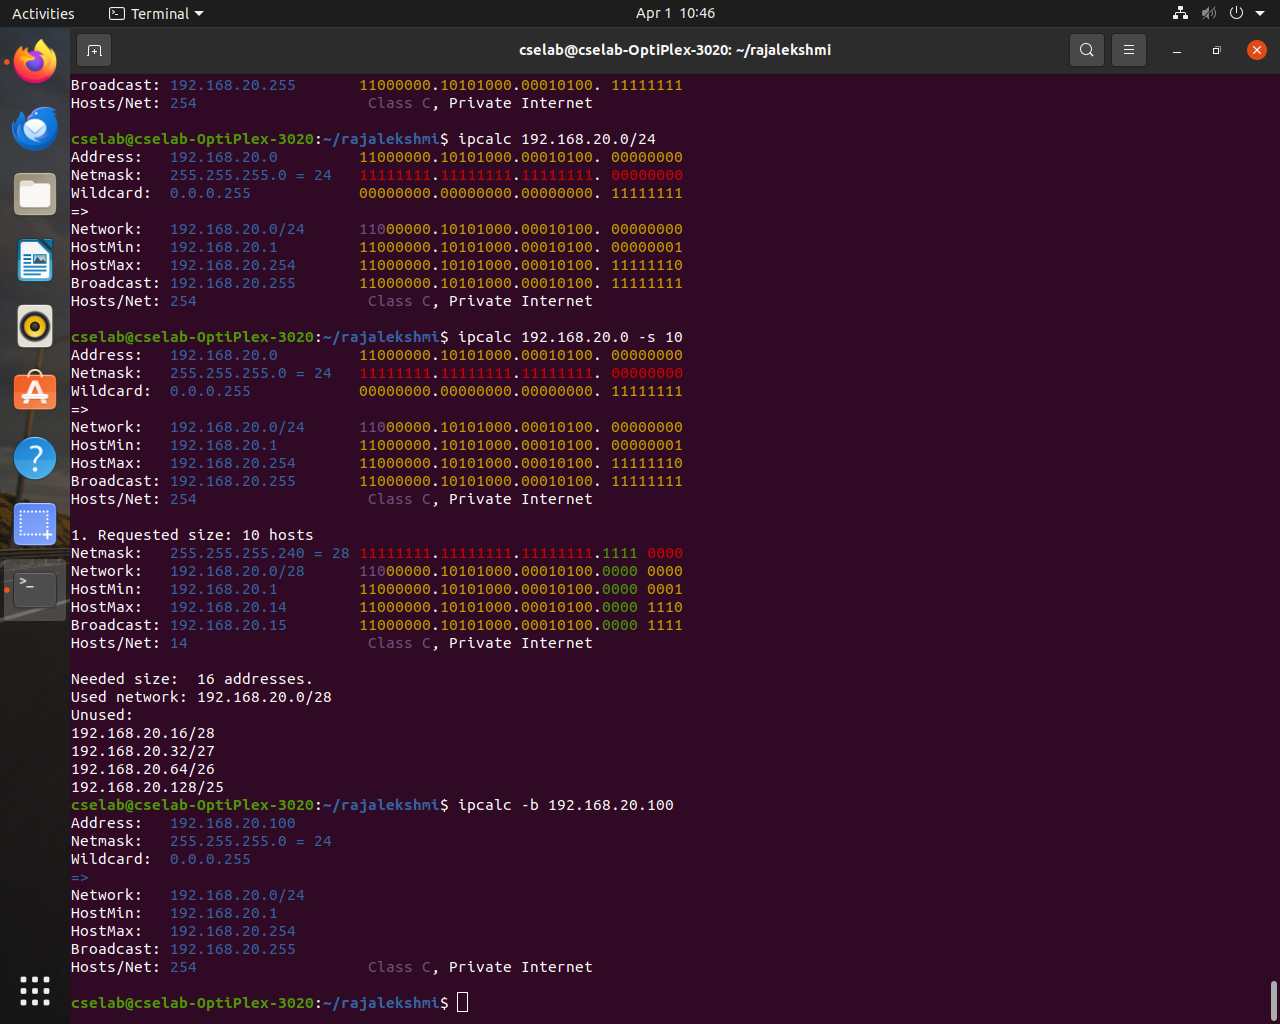 Activities
Terminal
Apr 1 10:46
cselab@cselab-OptiPlex-3020: ~/rajalekshmi
Broadcast: 192.168.20.255       11000000.10101000.00010100. 11111111
Hosts/Net: 254                   Class C, Private Internet
cselab@cselab-OptiPlex-3020:~/rajalekshmi$ ipcalc 192.168.20.0/24
Address:   192.168.20.0         11000000.10101000.00010100. 00000000
Netmask:   255.255.255.0 = 24   11111111.11111111.11111111. 00000000
Wildcard:  0.0.0.255            00000000.00000000.00000000. 11111111
=>
Network:   192.168.20.0/24      11000000.10101000.00010100. 00000000
HostMin:   192.168.20.1         11000000.10101000.00010100. 00000001
HostMax:   192.168.20.254       11000000.10101000.00010100. 11111110
Broadcast: 192.168.20.255       11000000.10101000.00010100. 11111111
Hosts/Net: 254                   Class C, Private Internet
cselab@cselab-OptiPlex-3020:~/rajalekshmi$ ipcalc 192.168.20.0 -s 10
Address:   192.168.20.0         11000000.10101000.00010100. 00000000
Netmask:   255.255.255.0 = 24   11111111.11111111.11111111. 00000000
Wildcard:  0.0.0.255            00000000.00000000.00000000. 11111111
=>
Network:   192.168.20.0/24      11000000.10101000.00010100. 00000000
HostMin:   192.168.20.1         11000000.10101000.00010100. 00000001
HostMax:   192.168.20.254       11000000.10101000.00010100. 11111110
Broadcast: 192.168.20.255       11000000.10101000.00010100. 11111111
Hosts/Net: 254                   Class C, Private Internet
1. Requested size: 10 hosts
Netmask:   255.255.255.240 = 28 11111111.11111111.11111111.1111 0000
Network:   192.168.20.0/28      11000000.10101000.00010100.0000 0000
HostMin:   192.168.20.1         11000000.10101000.00010100.0000 0001
HostMax:   192.168.20.14        11000000.10101000.00010100.0000 1110
Broadcast: 192.168.20.15        11000000.10101000.00010100.0000 1111
Hosts/Net: 14                    Class C, Private Internet
Needed size:  16 addresses.
Used network: 192.168.20.0/28
Unused:
192.168.20.16/28
192.168.20.32/27
192.168.20.64/26
192.168.20.128/25
cselab@cselab-OptiPlex-3020:~/rajalekshmi$ ipcalc -b 192.168.20.100
Address:   192.168.20.100
Netmask:   255.255.255.0 = 24
Wildcard:  0.0.0.255
=>
Network:   192.168.20.0/24
HostMin:   192.168.20.1
HostMax:   192.168.20.254
Broadcast: 192.168.20.255
Hosts/Net: 254                   Class C, Private Internet
cselab@cselab-OptiPlex-3020:~/rajalekshmi$